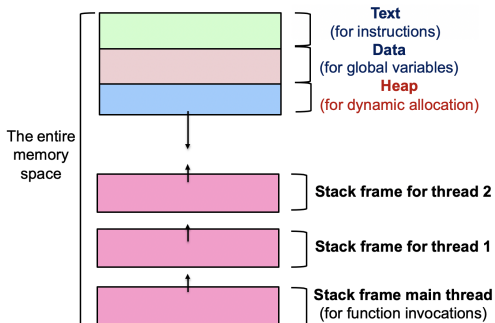 Text
(for instructions)
Data
(for global variables)
Heap
(for dynamic allocation)
The entire
memory
space
Stack frame for thread 2
Stack frame for thread 1
Stack frame main thread
(for function invocations)